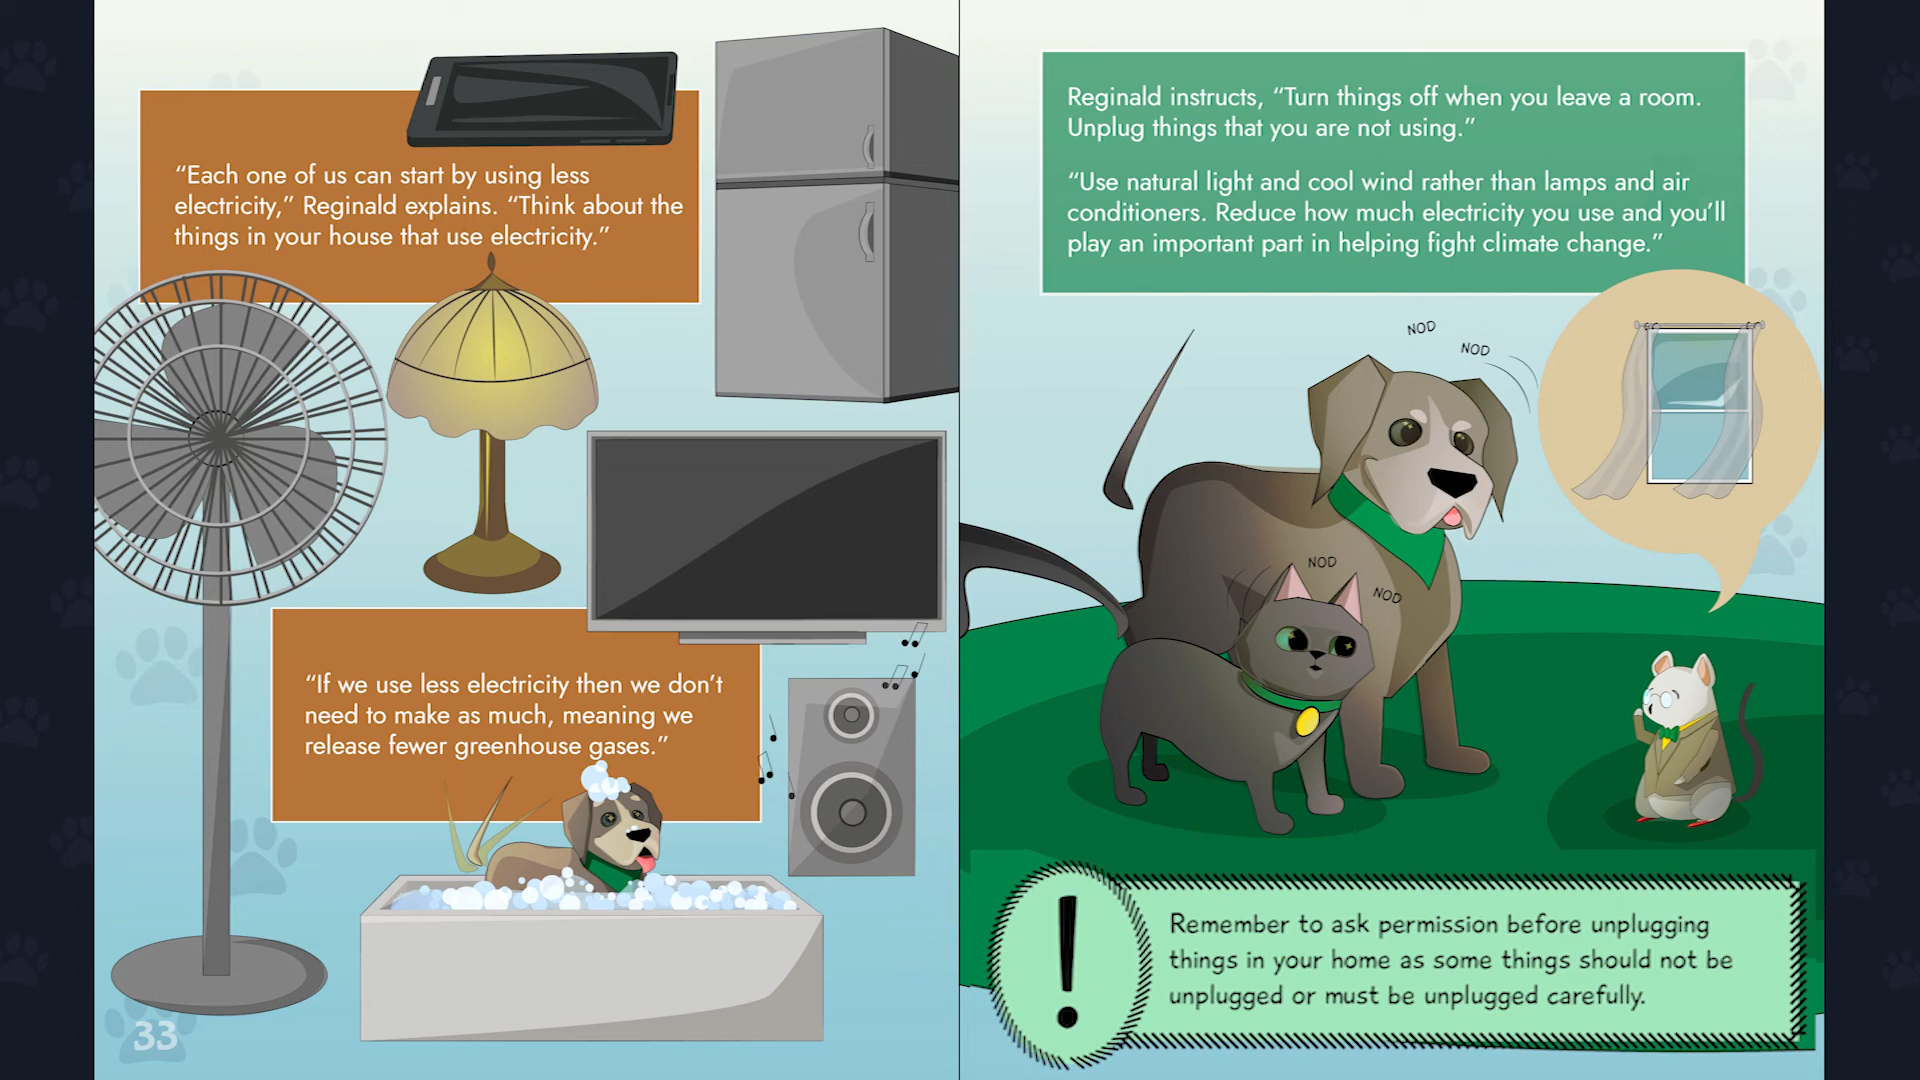 “Each one of us can start by using less
electricity,” Reginald explains. “Think about the
things in your house that use electricity.”
“If we use less electricity then we don’t
need to make as much, meaning we
release fewer greenhouse gases.”
33
Reginald instructs, “Turn things off when you leave a room.
Unplug things that you are not using.”
“Use natural light and cool wind rather than lamps and air
conditioners. Reduce how much electricity you use and you’ll
play an important part in helping fight climate change.”
NOD
NOD
NOD
NOD
!
Remember to ask permission before unplugging
things in your home as some things should not be
unplugged or must be unplugged carefully.